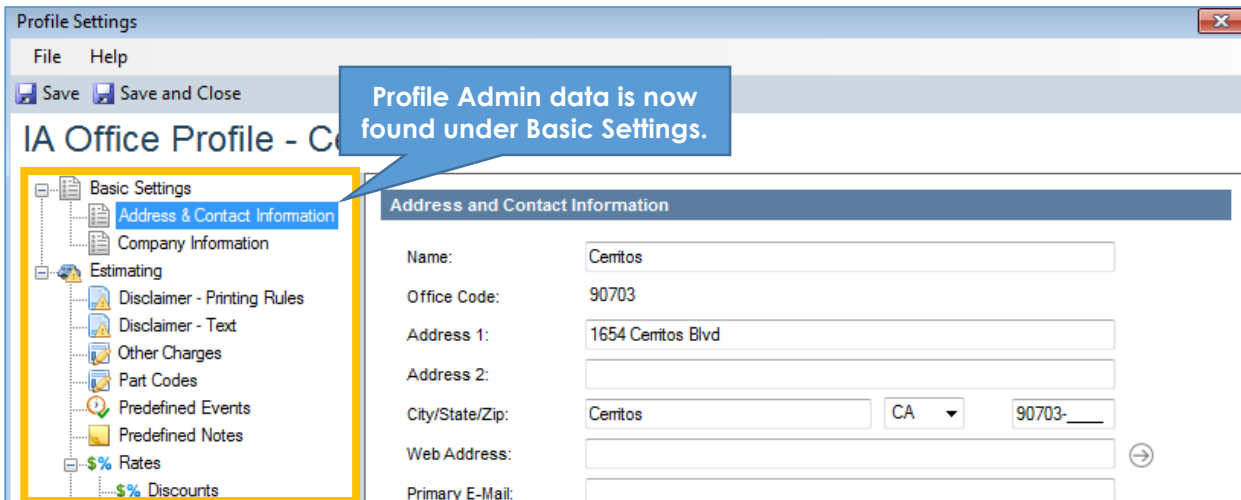 Profile Settings
File Help
Save Save and Close
Profile Admin data is now
found under Basic Settings.
IA Office Profile - Ce
Basic Settings
Address & Contact Information
Company Information
Estimating
Disclaimer - Printing Rules
Disclaimer - Text
Other Charges
Part Codes
Predefined Events
Predefined Notes
$% Rates
$% Discounts
Address and Contact Information
Name: Cerritos
Office Code: 90703
Address 1: 1654 Cerritos Blvd
Address 2:
City/State/Zip: Cerritos CA 90703-____
Web Address:
Primary E-Mail: